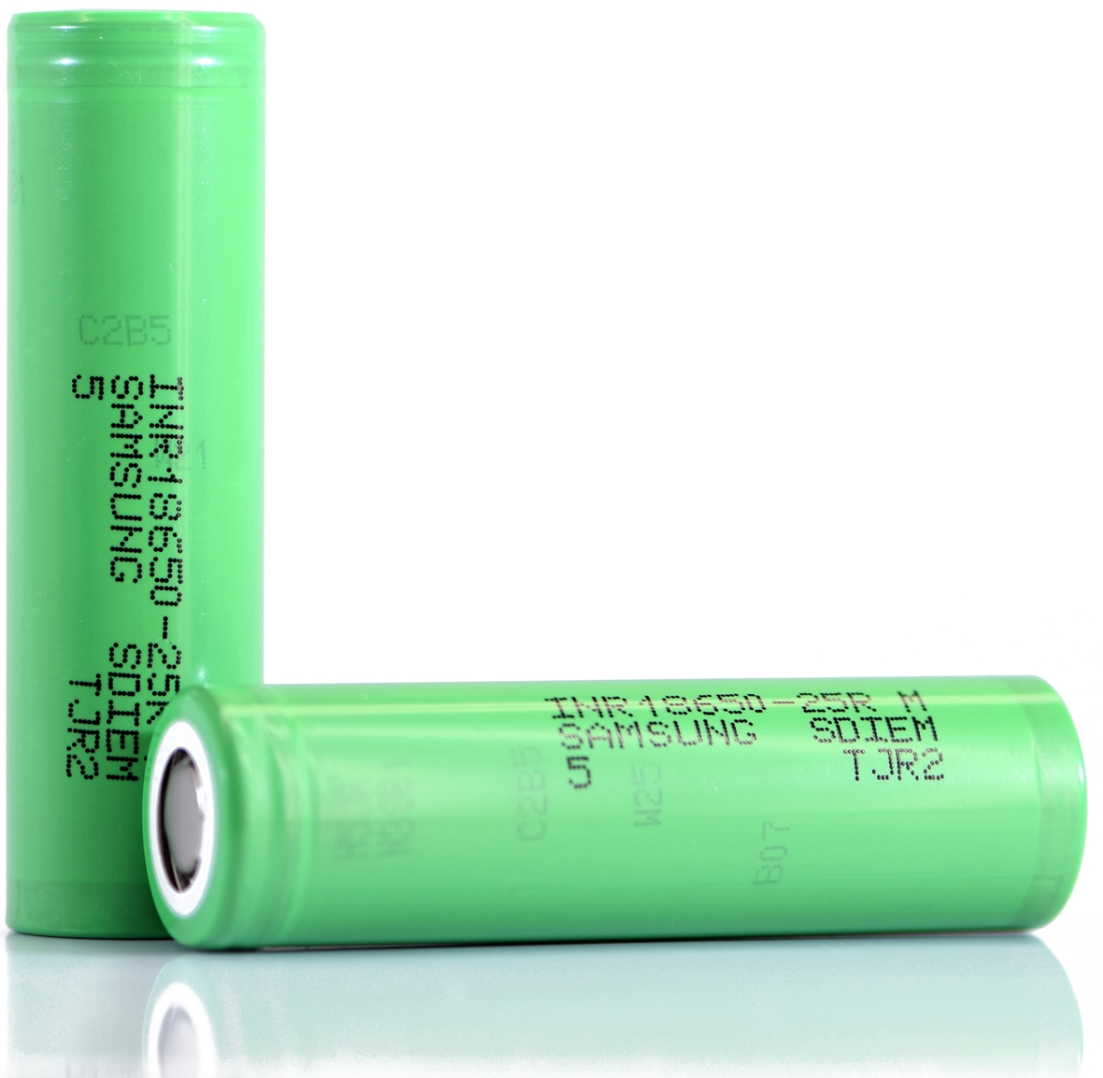 C2B5
INR18650-25R
SAMSUNG SDIEM
5 TJR2
INR18650-25R M
SAMSUNG SDIEM
5 TJR2
C2B5
W25
B07